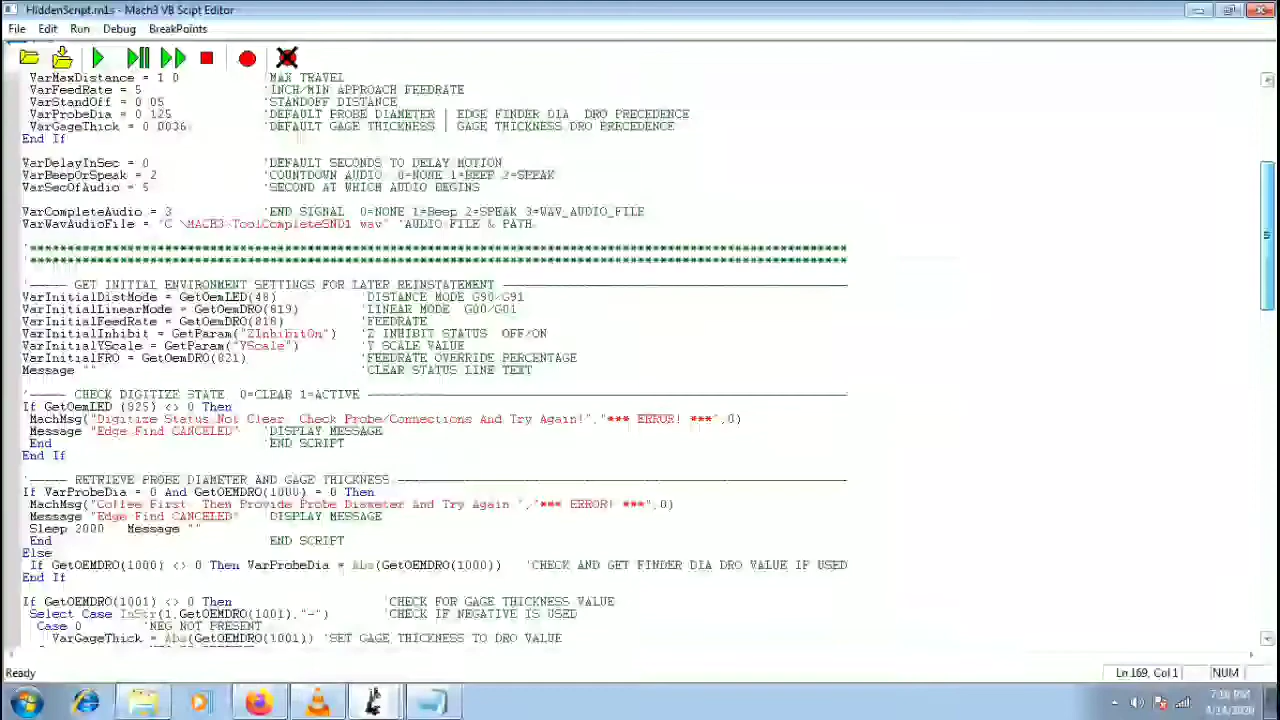 HiddenScript.m1s - Mach3 VB Scipt Editor
File Edit Run Debug BreakPoints
VarMaxDistance = 1 0 'MAX TRAVEL
VarFeedRate = 5 'INCH/MIN APPROACH FEEDRATE
VarStandOff = 0 05 'STANDOFF DISTANCE
VarProbeDia = 0 125 'DEFAULT PROBE DIAMETER | EDGE FINDER DIA DRO PRECEDENCE
VarGageThick = 0 0036 'DEFAULT GAGE THICKNESS | GAGE THICKNESS DRO PRECEDENCE
End If
VarDelayInSec = 0 'DEFAULT SECONDS TO DELAY MOTION
VarBeepOrSpeak = 2 'COUNTDOWN AUDIO 0=NONE 1=BEEP 2=SPEAK
VarSecOfAudio = 5 'SECOND AT WHICH AUDIO BEGINS
VarCompleteAudio = 3 'END SIGNAL 0=NONE 1=Beep 2=SPEAK 3=WAV_AUDIO_FILE
VarWavAudioFile = "C \MACH3 ToolCompleteSND1 wav" 'AUDIO FILE & PATH
'----- GET INITIAL ENVIRONMENT SETTINGS FOR LATER REINSTATEMENT
VarInitialDistMode = GetOemLED(48) 'DISTANCE MODE G90/G91
VarInitialLinearMode = GetOemDRO(819) 'LINEAR MODE G00/G01
VarInitialFeedRate = GetOemDRO(818) 'FEEDRATE
VarInitialInhibit = GetParam("ZInhibitOn") 'Z INHIBIT STATUS OFF/ON
VarInitialYScale = GetParam("YScale") 'Y SCALE VALUE
VarInitialFRO = GetOemDRO(821) 'FEEDRATE OVERRIDE PERCENTAGE
Message "" 'CLEAR STATUS LINE TEXT
'----- CHECK DIGITIZE STATE 0=CLEAR 1=ACTIVE
If GetOemLED (825) <> 0 Then
MachMsg("Digitize Status Not Clear Check Probe/Connections And Try Again!","*** ERROR! ***",0)
Message "Edge Find CANCELED" 'DISPLAY MESSAGE
End 'END SCRIPT
End If
'----- RETRIEVE PROBE DIAMETER AND GAGE THICKNESS
If VarProbeDia = 0 And GetOEMDRO(1000) = 0 Then
MachMsg("Coffee First Then Provide Probe Diameter And Try Again ","*** ERROR! ***",0)
Message "Edge Find CANCELED" DISPLAY MESSAGE
Sleep 2000 Message ""
End END SCRIPT
Else
If GetOEMDRO(1000) <> 0 Then VarProbeDia = Abs(GetOEMDRO(1000)) 'CHECK AND GET FINDER DIA DRO VALUE IF USED
End If
If GetOEMDRO(1001) <> 0 Then 'CHECK FOR GAGE THICKNESS VALUE
Select Case InStr(1,GetOEMDRO(1001),"-") 'CHECK IF NEGATIVE IS USED
Case 0 'NEG NOT PRESENT
VarGageThick = Abs(GetOEMDRO(1001)) 'SET GAGE THICKNESS TO DRO VALUE
Ready Ln 169, Col 1 NUM
7:18 PM
4/14/2020